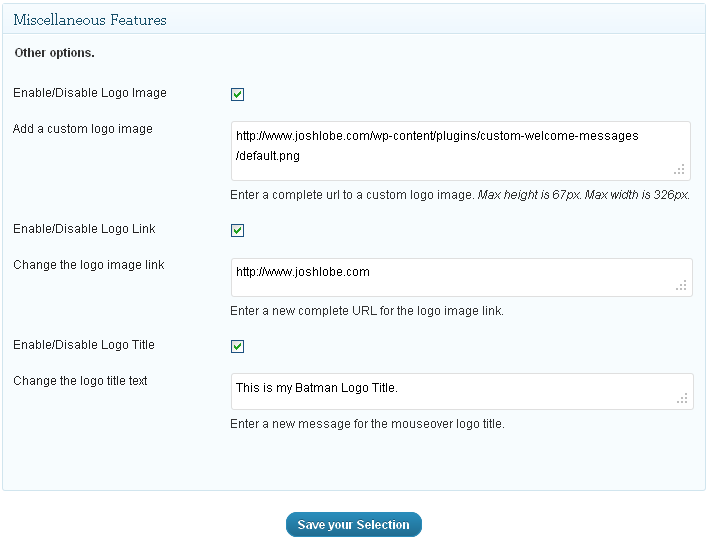 Miscellaneous Features
Other options.
Enable/Disable Logo Image
Add a custom logo image
http://www.joshlobe.com/wp-content/plugins/custom-welcome-messages
/default.png
Enter a complete url to a custom logo image. Max height is 67px. Max width is 326px.
Enable/Disable Logo Link
Change the logo image link
http://www.joshlobe.com
Enter a new complete URL for the logo image link.
Enable/Disable Logo Title
Change the logo title text
This is my Batman Logo Title.
Enter a new message for the mouseover logo title.
Save your Selection